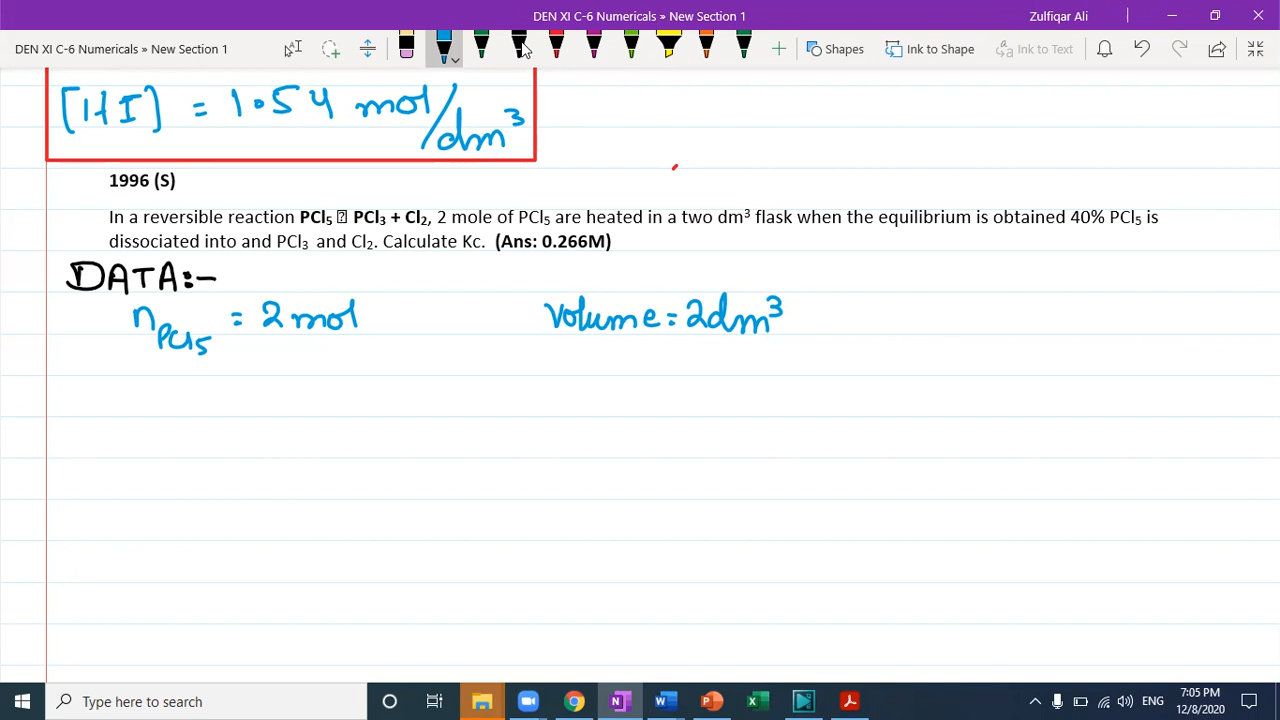 DEN XI C-6 Numericals » New Section 1
Zulfiqar Ali
DEN XI C-6 Numericals » New Section 1
Shapes
Ink to Shape
Ink to Text
[HI] = 1.54 mol/dm³
1996 (S)
In a reversible reaction PCl₅ ⍰ PCl₃ + Cl₂, 2 mole of PCl₅ are heated in a two dm³ flask when the equilibrium is obtained 40% PCl₅ is
dissociated into and PCl₃ and Cl₂. Calculate Kc. (Ans: 0.266M)
DATA:-
n PCl₅ = 2 mol volume = 2dm³
Type here to search
ENG
7:05 PM
12/8/2020